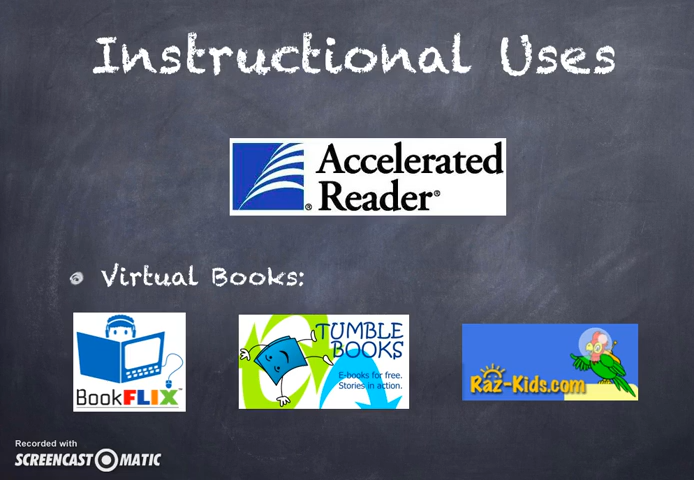 Instructional Uses
Accelerated
Reader®
®
Virtual Books:
BookFLIX™
TUMBLE
BOOKS
E-books for free.
Stories in action.
Raz-Kids.com
Recorded with
SCREENCAST-O-MATIC